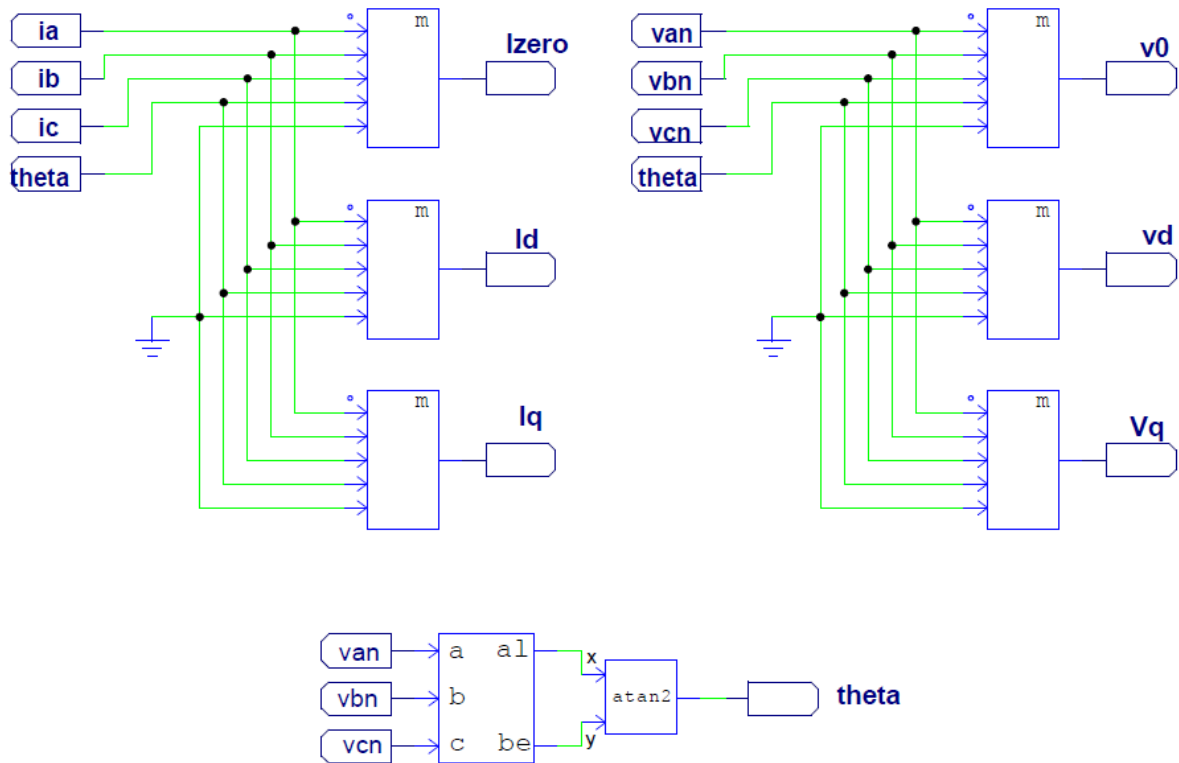 ia
ib
ic
theta
m
Izero
m
Id
m
Iq
van
vbn
vcn
theta
m
v0
m
vd
m
Vq
van
vbn
vcn
a al
b
c be
x
y
atan2
theta